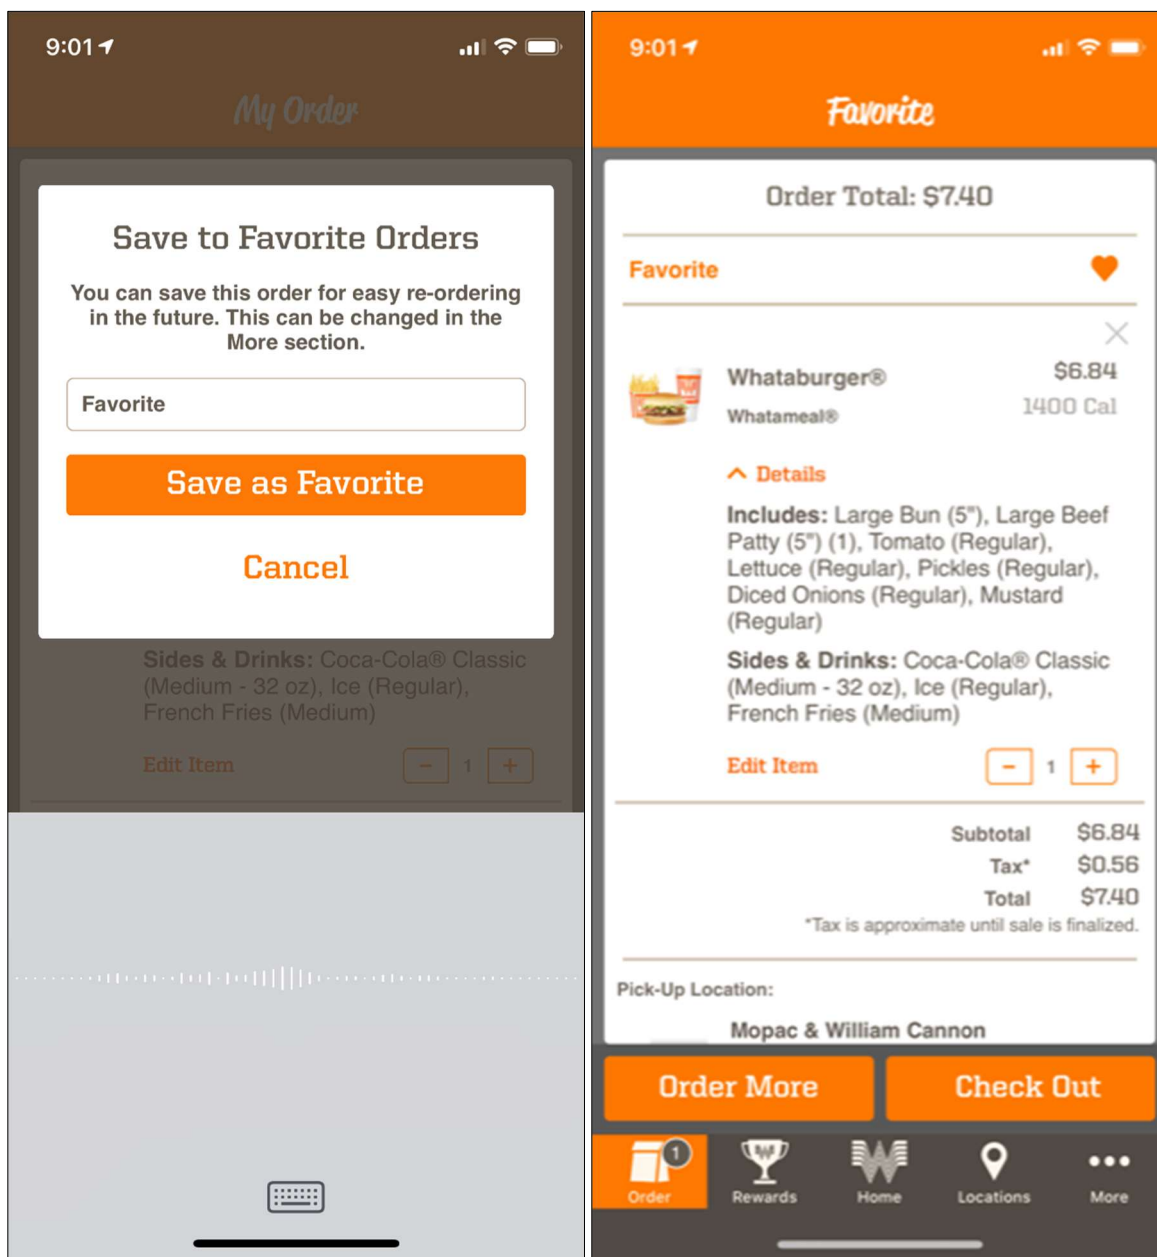 9:01
My Order
Save to Favorite Orders
You can save this order for easy re-ordering
in the future. This can be changed in the
More section.
Favorite
Save as Favorite
Cancel
Sides & Drinks: Coca-Cola® Classic
(Medium - 32 oz), Ice (Regular),
French Fries (Medium)
Edit Item
- 1 +
9:01
Favorite
Order Total: $7.40
Favorite
Whataburger® $6.84
Whatameal® 1400 Cal
Details
Includes: Large Bun (5"), Large Beef
Patty (5") (1), Tomato (Regular),
Lettuce (Regular), Pickles (Regular),
Diced Onions (Regular), Mustard
(Regular)
Sides & Drinks: Coca-Cola® Classic
(Medium - 32 oz), Ice (Regular),
French Fries (Medium)
Edit Item
- 1 +
Subtotal $6.84
Tax* $0.56
Total $7.40
*Tax is approximate until sale is finalized.
Pick-Up Location:
Mopac & William Cannon
Order More Check Out
1
Order Rewards Home Locations More